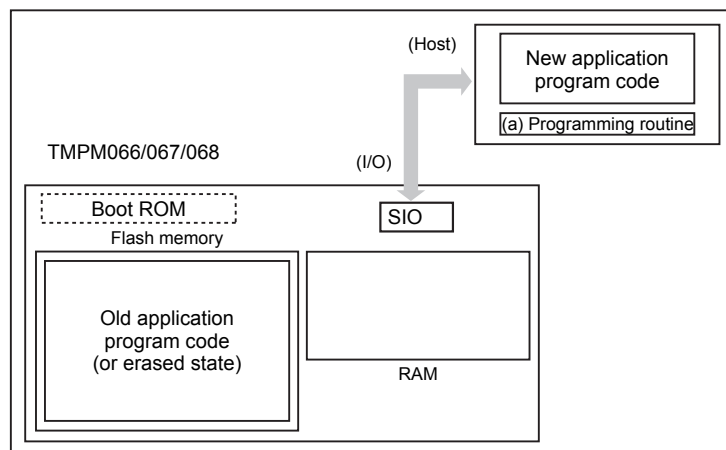 (Host)
New application
program code
(a) Programming routine
TMPM066/067/068
(I/O)
Boot ROM
SIO
Flash memory
Old application
program code
(or erased state)
RAM